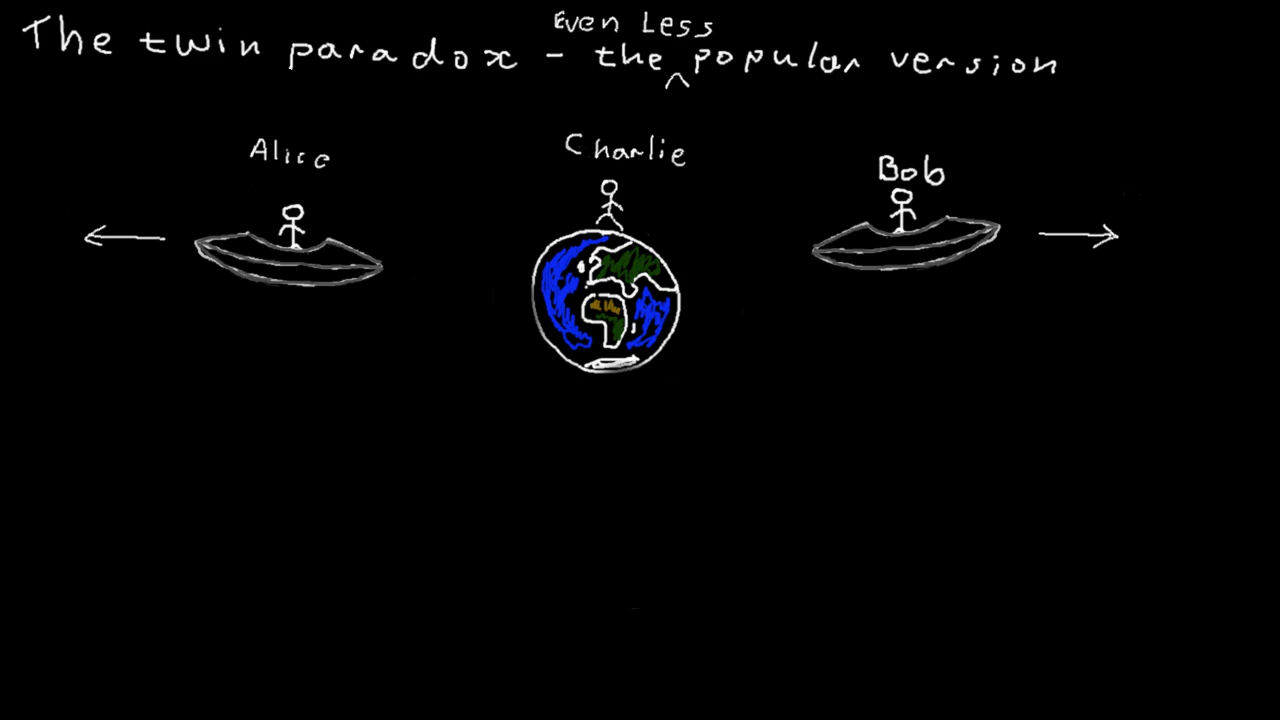 Even Less
The twin paradox - the ^ popular version
Alice
Charlie
Bob